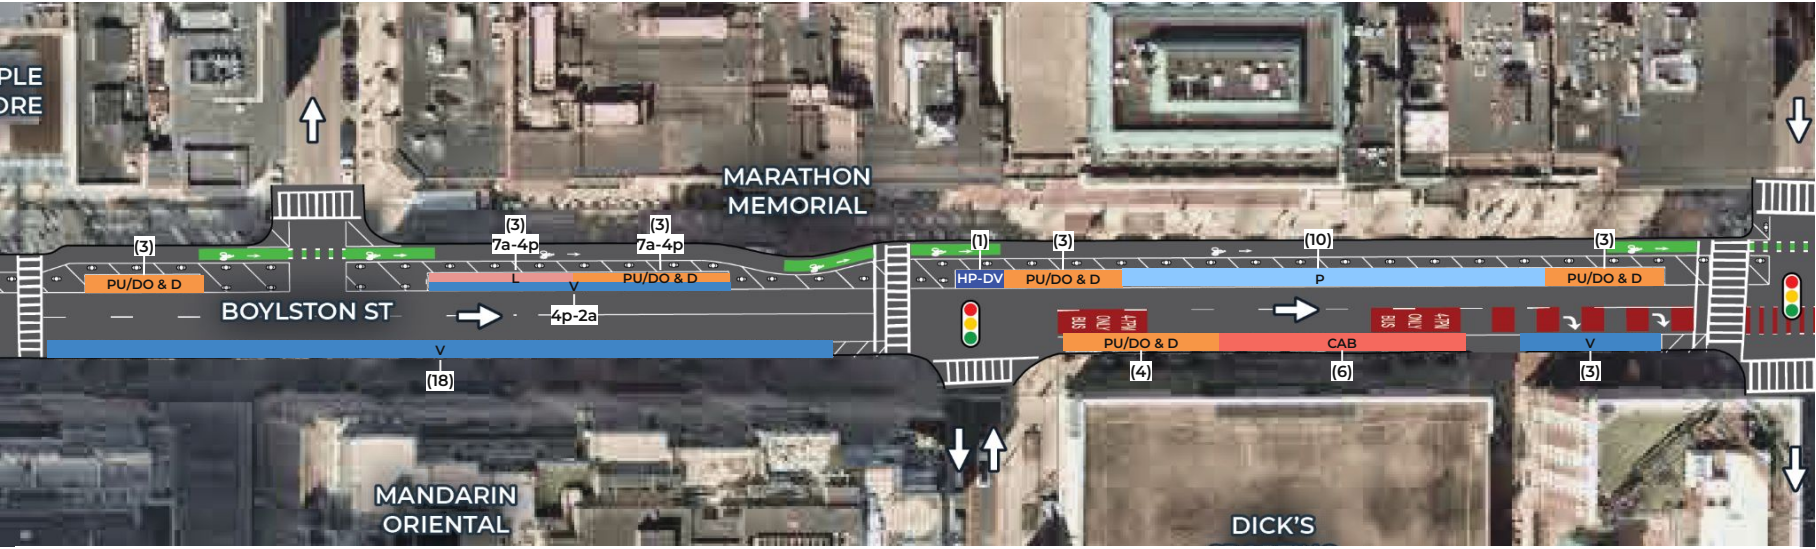 PLE
ORE
MARATHON
MEMORIAL
(3)
(3)
7a-4p
(3)
7a-4p
(1)
(3)
(10)
(3)
PU/DO & D
L
PU/DO & D
V
4p-2a
HP-DV
PU/DO & D
P
PU/DO & D
BOYLSTON ST
BUS
ONLY
4-7PM
BUS
ONLY
4-7PM
V
(18)
PU/DO & D
(4)
CAB
(6)
V
(3)
MANDARIN
ORIENTAL
DICK'S